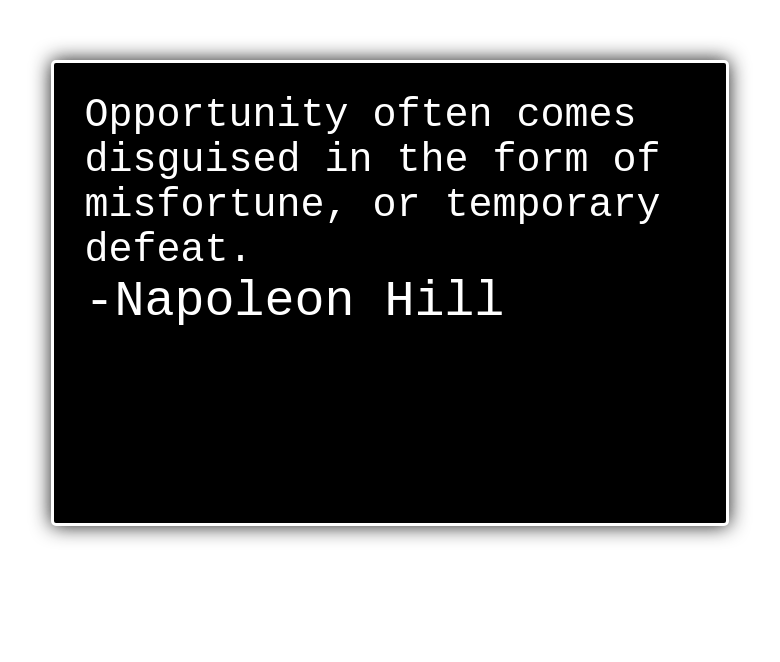 Opportunity often comes
disguised in the form of
misfortune, or temporary
defeat.
-Napoleon Hill